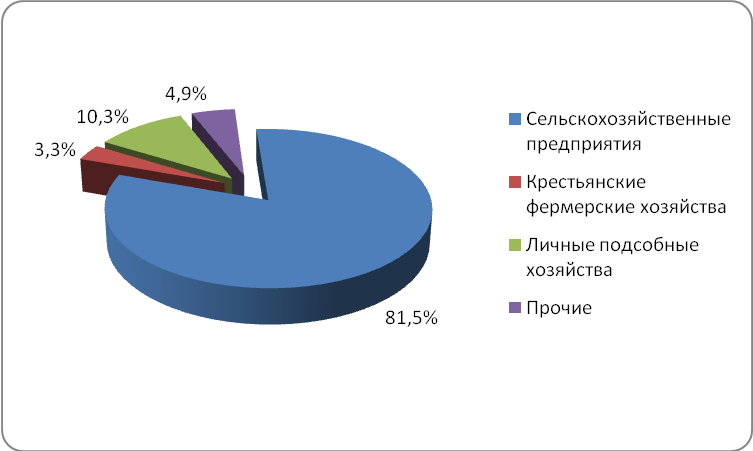 4,9%
10,3%
3,3%
81,5%
Сельскохозяйственные
предприятия
Крестьянские
фермерские хозяйства
Личные подсобные
хозяйства
Прочие